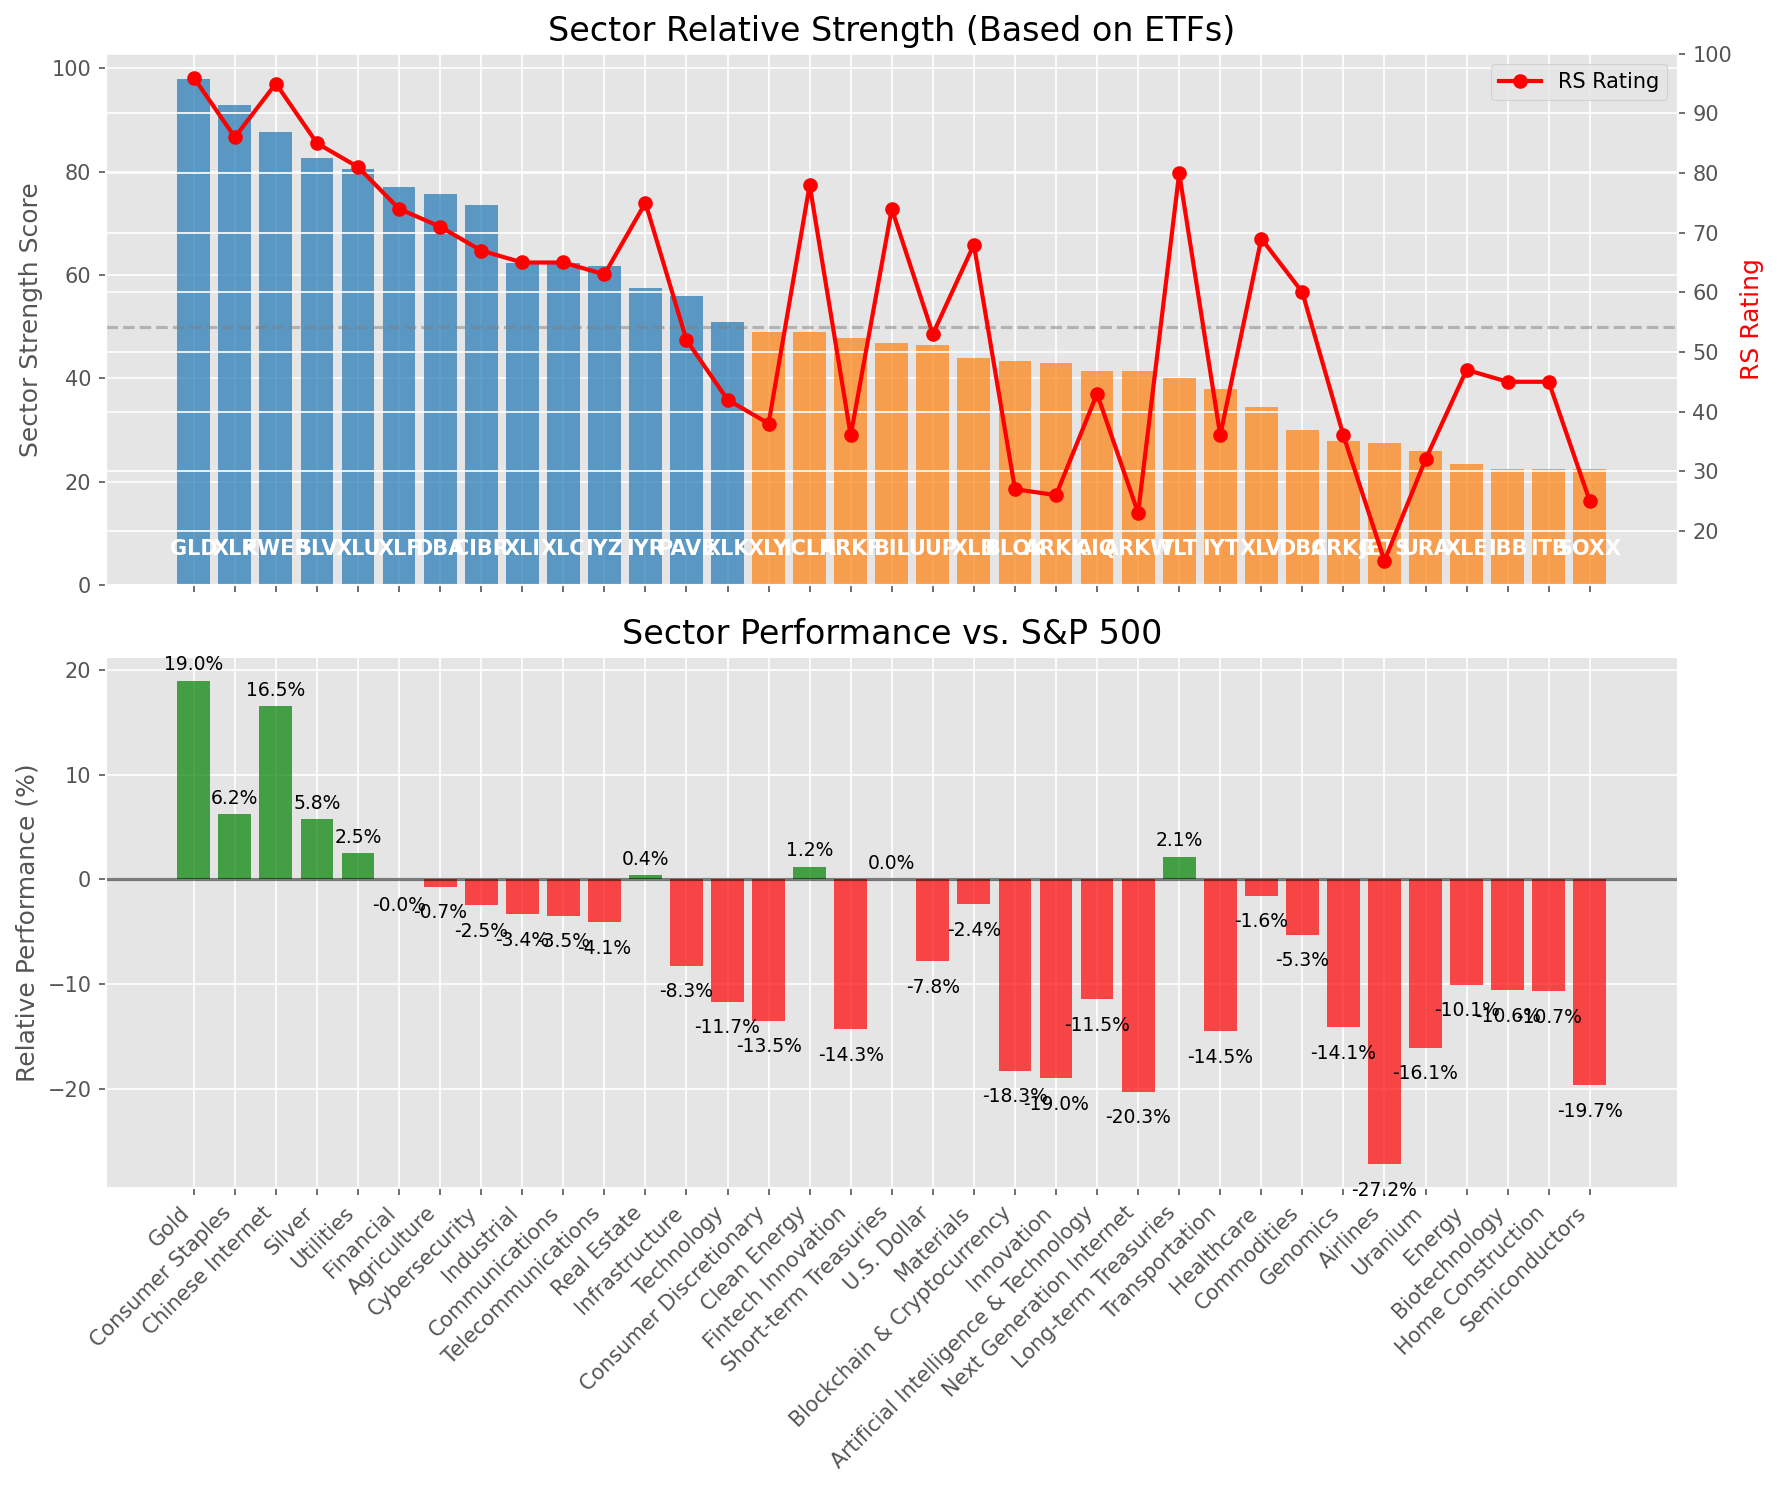 Sector Relative Strength (Based on ETFs)
Sector Strength Score
100
80
60
40
20
0
RS Rating
100
90
80
70
60
50
40
30
20
RS Rating
GLD XLP KWEB SLV XLU XLF DBA CIBR XLI XLC IYZ IYR PAVE XLK XLY ICLN ARKF BIL UUP XLB BLOK ARKK AIQ ARKW TLT IYT XLV DBC ARKG JETS URA XLE IBB ITB SOXX
Sector Performance vs. S&P 500
Relative Performance (%)
20
10
0
−10
−20
19.0%
6.2%
16.5%
5.8%
2.5%
-0.0%
-0.7%
-2.5%
-3.4%
-3.5%
-4.1%
0.4%
-8.3%
-11.7%
-13.5%
1.2%
-14.3%
0.0%
-7.8%
-2.4%
-18.3%
-19.0%
-11.5%
-20.3%
2.1%
-14.5%
-1.6%
-5.3%
-14.1%
-27.2%
-16.1%
-10.1%
-10.6%
-10.7%
-19.7%
Gold
Consumer Staples
Chinese Internet
Silver
Utilities
Financial
Agriculture
Cybersecurity
Industrial
Communications
Telecommunications
Real Estate
Infrastructure
Technology
Consumer Discretionary
Clean Energy
Fintech Innovation
Short-term Treasuries
U.S. Dollar
Materials
Blockchain & Cryptocurrency
Innovation
Artificial Intelligence & Technology
Next Generation Internet
Long-term Treasuries
Transportation
Healthcare
Commodities
Genomics
Airlines
Uranium
Energy
Biotechnology
Home Construction
Semiconductors